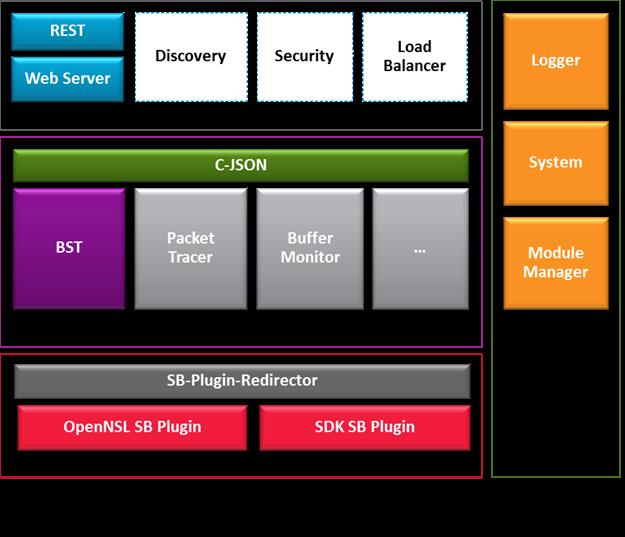 REST
Web Server
Discovery
Security
Load
Balancer
C-JSON
BST
Packet
Tracer
Buffer
Monitor
...
SB-Plugin-Redirector
OpenNSL SB Plugin
SDK SB Plugin
Logger
System
Module
Manager